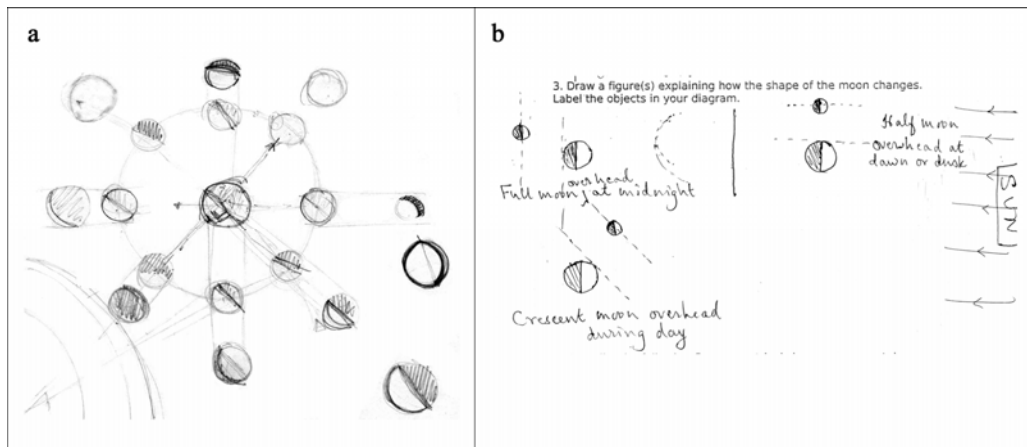 a
b
3. Draw a figure(s) explaining how the shape of the moon changes.
Label the objects in your diagram.
Half moon
overhead at
dawn or dusk
overhead
Full moon at midnight
SUN
Crescent moon overhead
during day